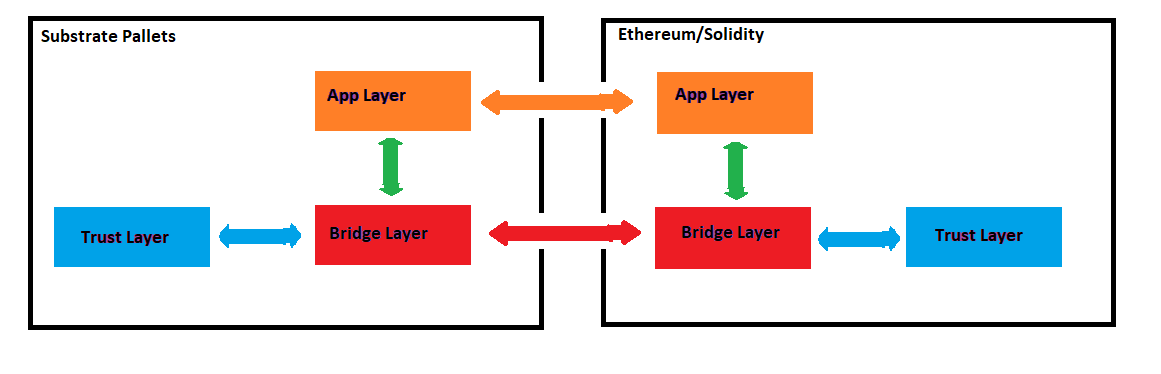 Substrate Pallets
Ethereum/Solidity
App Layer
App Layer
Trust Layer
Bridge Layer
Bridge Layer
Trust Layer